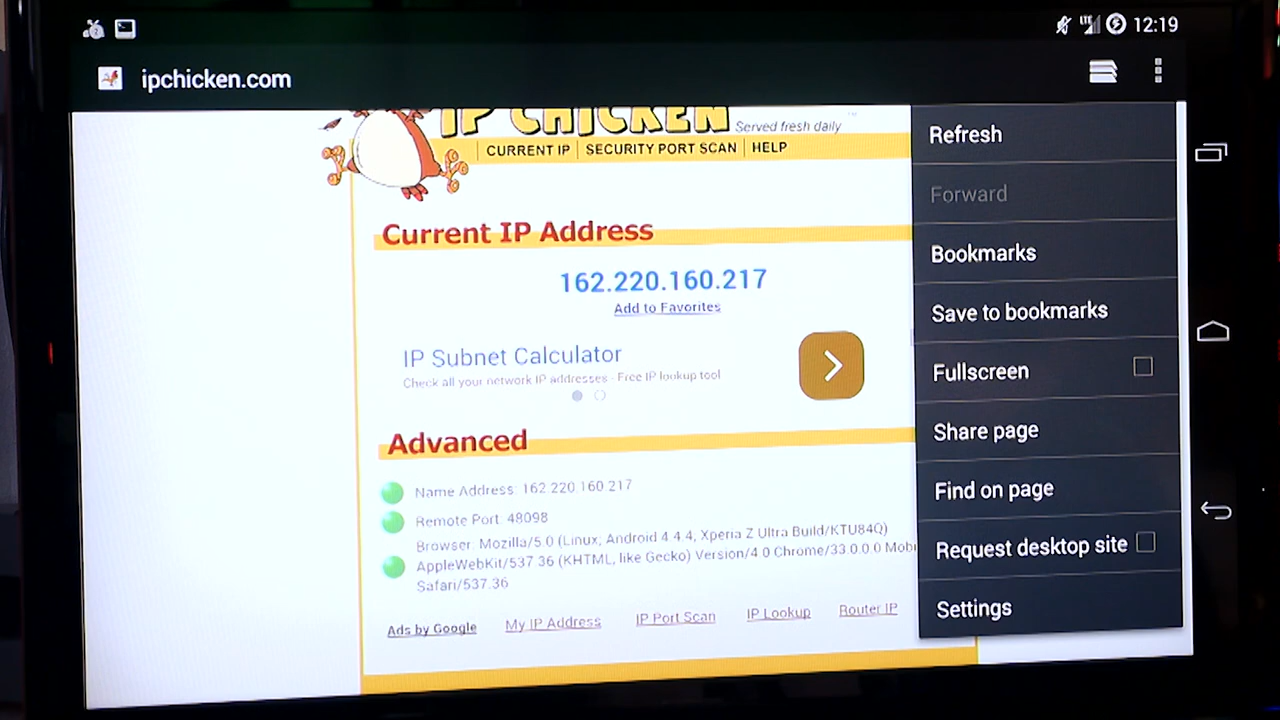 LTE 12:19
ipchicken.com
IP CHICKEN
Served fresh daily
CURRENT IP | SECURITY PORT SCAN | HELP
Current IP Address
162.220.160.217
Add to Favorites
IP Subnet Calculator
Check all your network IP addresses - Free IP lookup tool
Advanced
Name Address: 162.220.160.217
Remote Port: 48098
Browser: Mozilla/5.0 (Linux; Android 4.4.4; Xperia Z Ultra Build/KTU84Q)
AppleWebKit/537.36 (KHTML, like Gecko) Version/4.0 Chrome/33.0.0.0 Mobi
Safari/537.36
Ads by Google My IP Address IP Port Scan IP Lookup Router IP
Refresh
Forward
Bookmarks
Save to bookmarks
Fullscreen
Share page
Find on page
Request desktop site
Settings